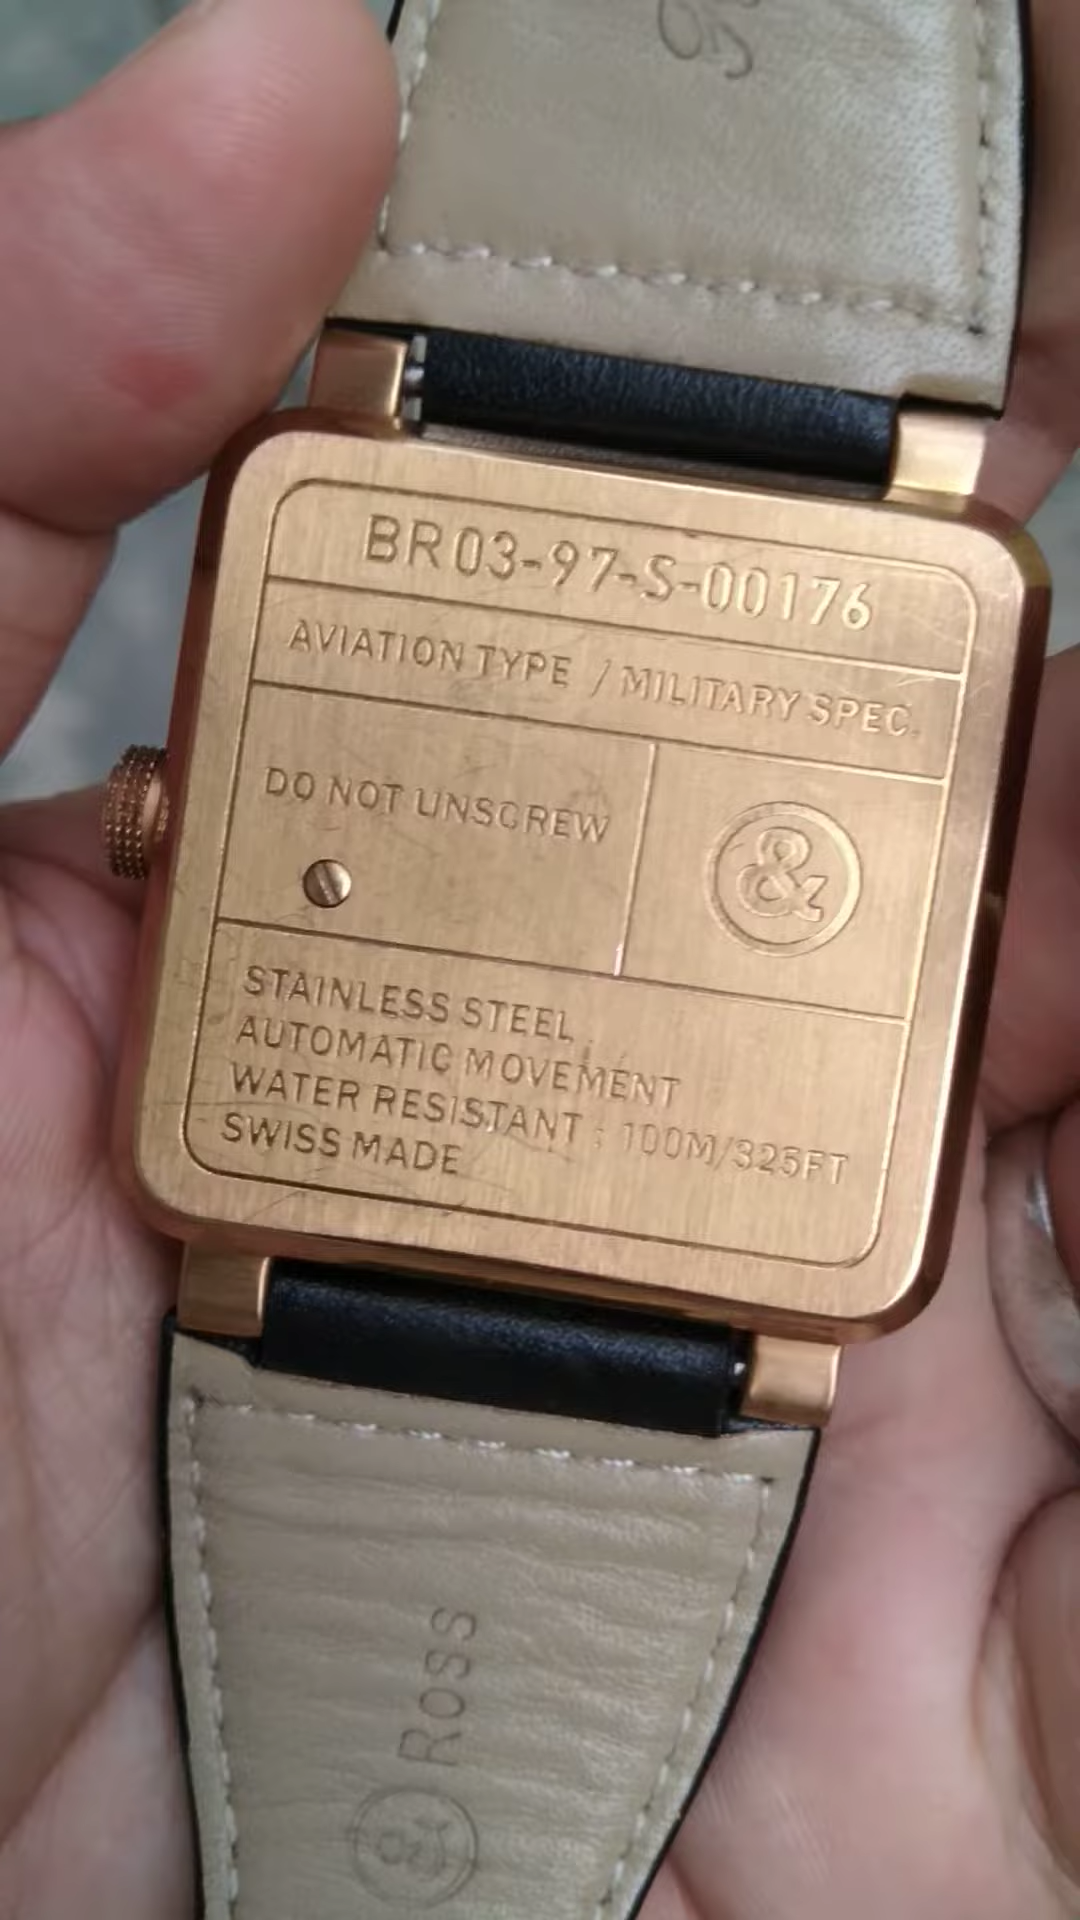 BR03-97-S-00176
AVIATION TYPE / MILITARY SPEC.
DO NOT UNSCREW
&
STAINLESS STEEL
AUTOMATIC MOVEMENT
WATER RESISTANT : 100M/325FT
SWISS MADE
& ROSS